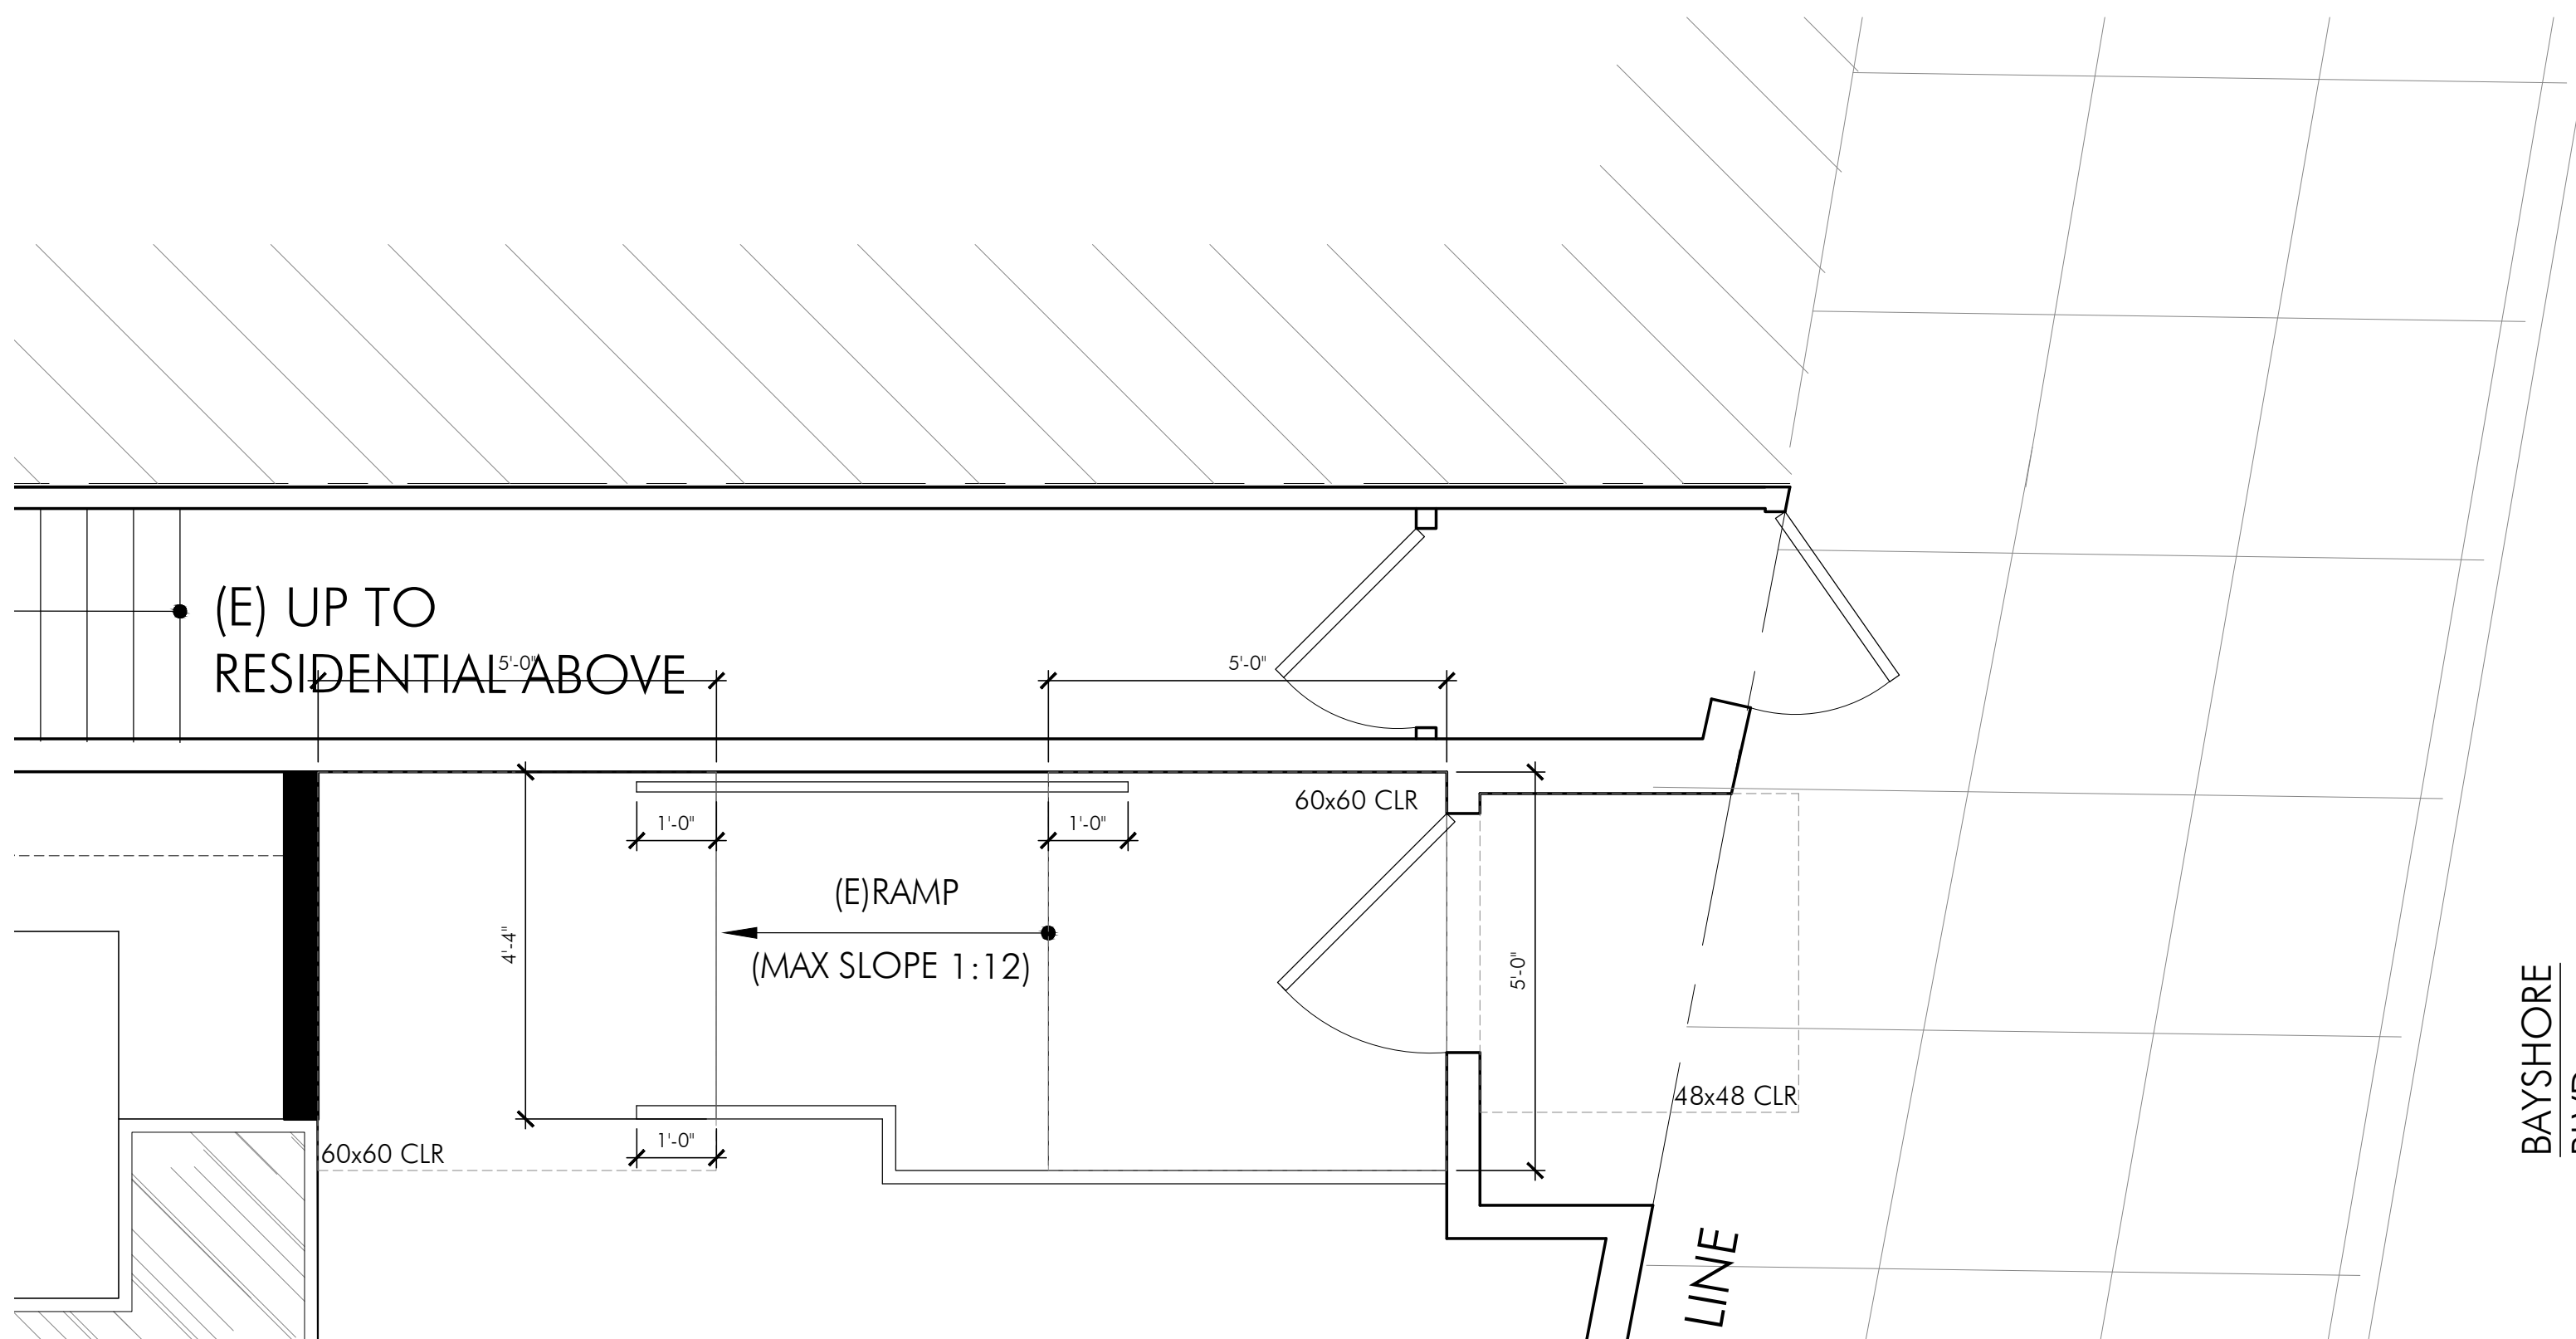 (E) UP TO
RESIDENTIAL ABOVE
5'-0"
5'-0"
60x60 CLR
1'-0"
1'-0"
(E)RAMP
(MAX SLOPE 1:12)
4'-4"
5'-0"
48x48 CLR
1'-0"
60x60 CLR
LINE
BAYSHORE